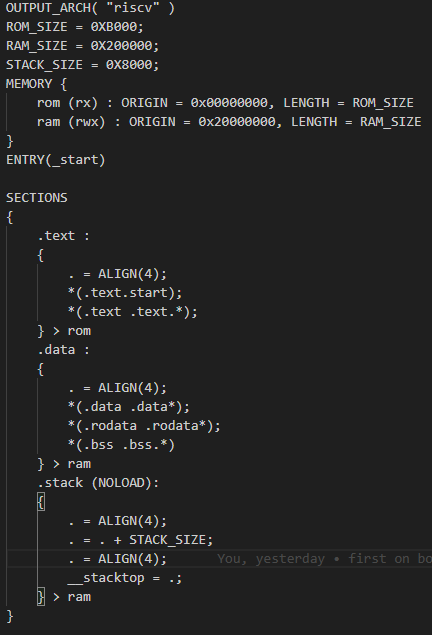 OUTPUT_ARCH( "riscv" )
ROM_SIZE = 0XB000;
RAM_SIZE = 0X200000;
STACK_SIZE = 0X8000;
MEMORY {
    rom (rx) : ORIGIN = 0x00000000, LENGTH = ROM_SIZE
    ram (rwx) : ORIGIN = 0x20000000, LENGTH = RAM_SIZE
}
ENTRY(_start)

SECTIONS
{
    .text :
    {
        . = ALIGN(4);
        *(.text.start);
        *(.text .text.*);
    } > rom
    .data :
    {
        . = ALIGN(4);
        *(.data .data*);
        *(.rodata .rodata*);
        *(.bss .bss.*)
    } > ram
    .stack (NOLOAD):
    {
        . = ALIGN(4);
        . = . + STACK_SIZE;
        . = ALIGN(4);     You, yesterday • first on bo
        __stacktop = .;
    } > ram
}